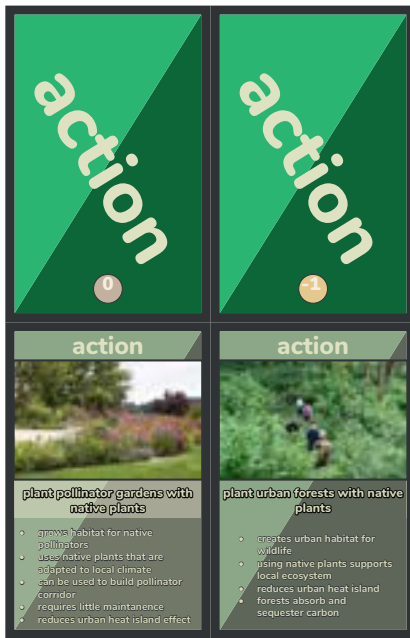 action
0
action
-1
action
plant pollinator gardens with
native plants
• grows habitat for native
pollinators
• uses native plants that are
adapted to local climate
• can be used to build pollinator
corridor
• requires little maintanence
• reduces urban heat island effect
action
plant urban forests with native
plants
• creates urban habitat for
wildlife
• using native plants supports
local ecosystem
• reduces urban heat island
• forests absorb and
sequester carbon